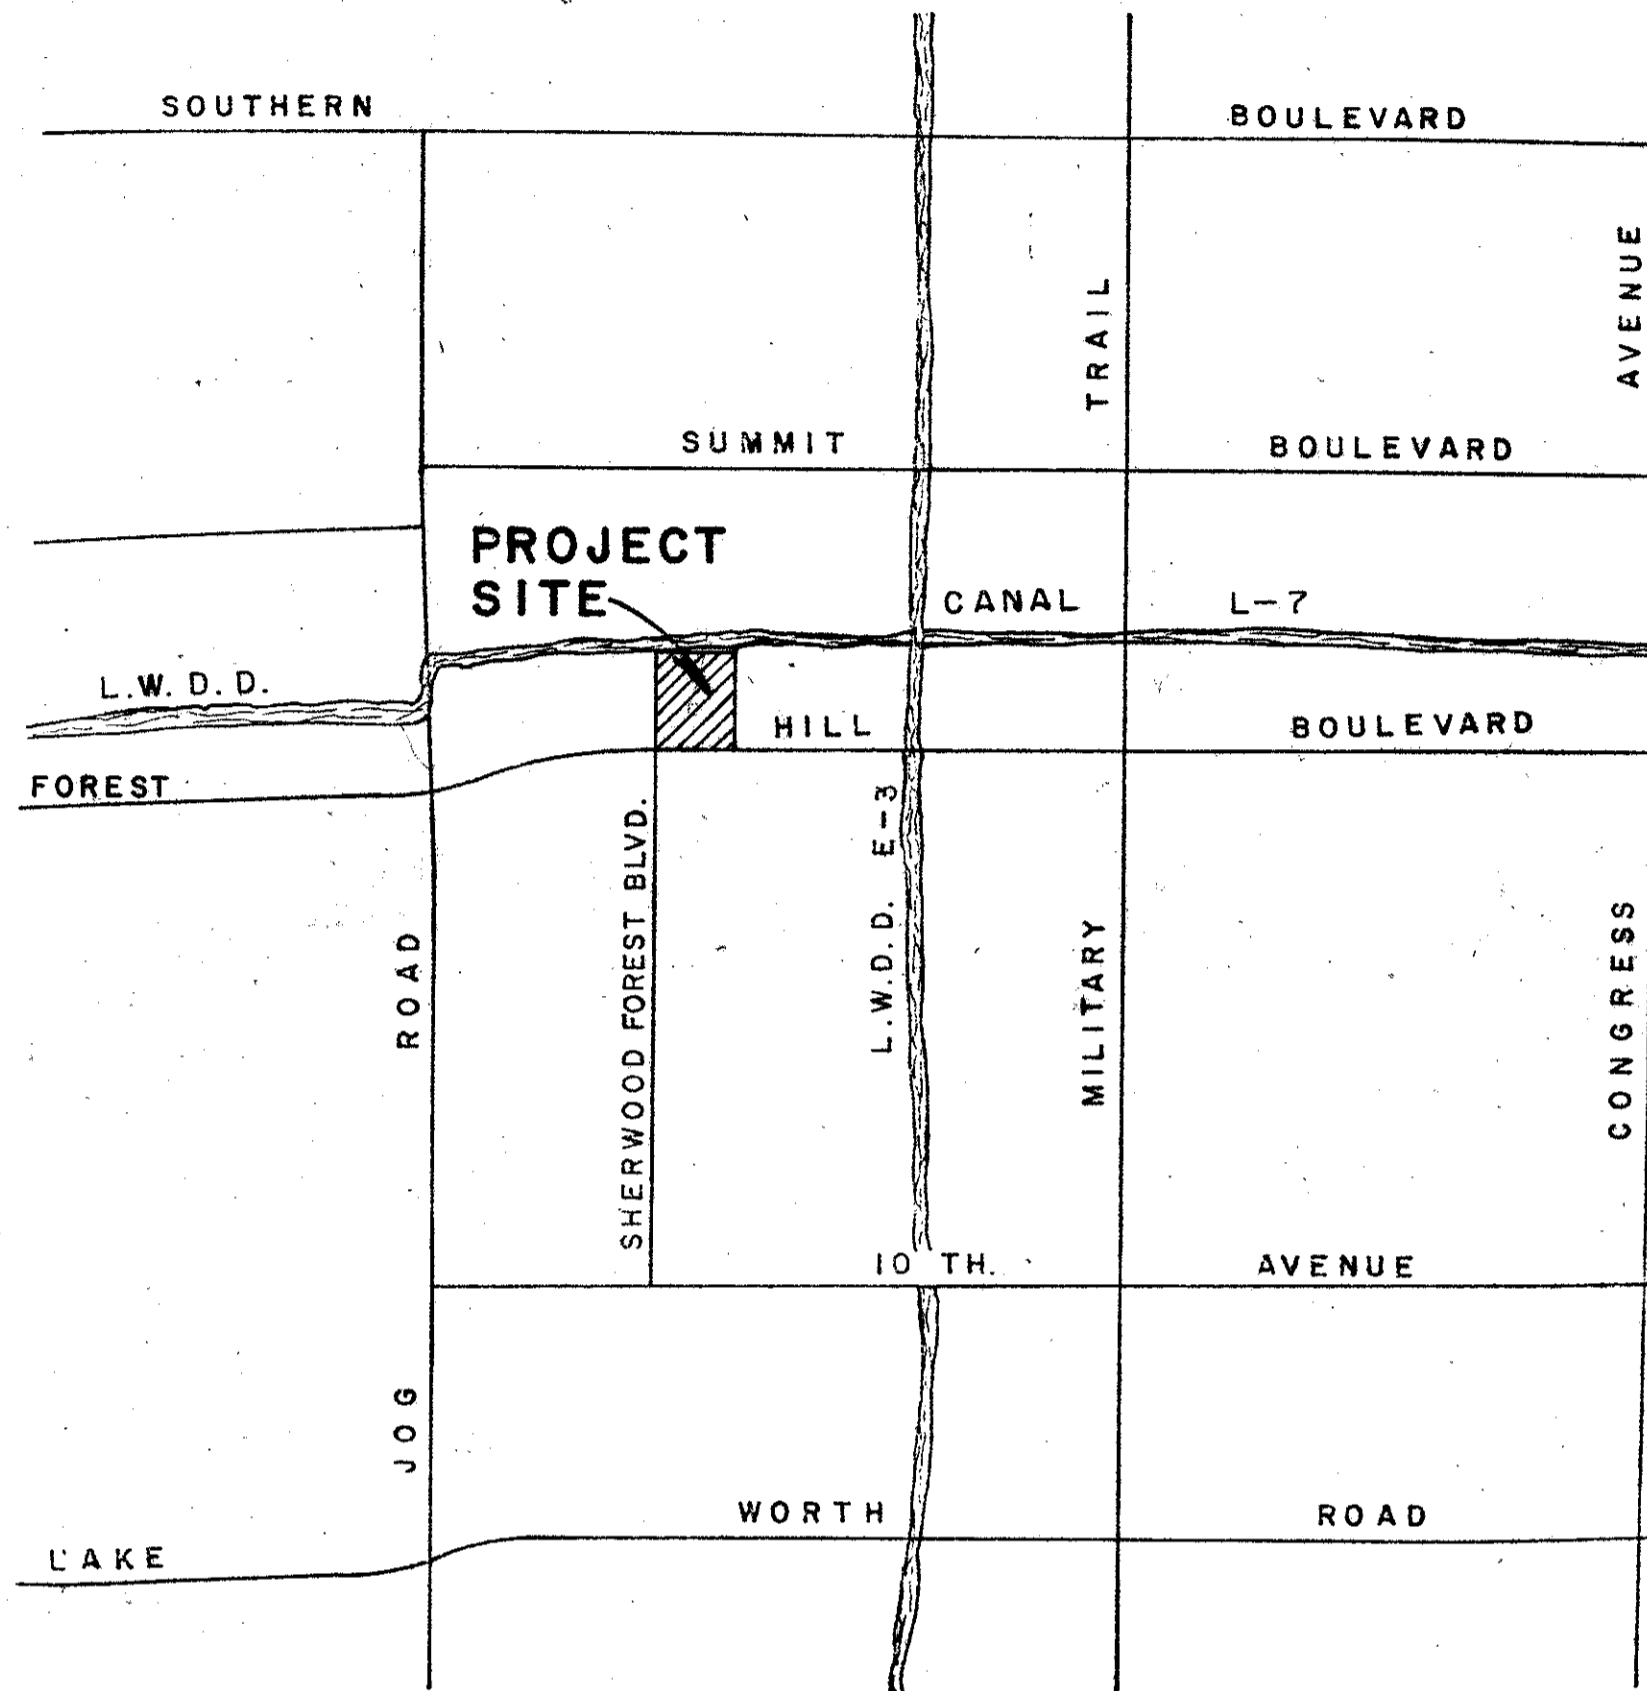 SOUTHERN BOULEVARD
AVENUE
TRAIL
SUMMIT BOULEVARD
PROJECT
SITE
CANAL L-7
L.W.D.D.
HILL BOULEVARD
FOREST
L.W.D.D. E-3
SHERWOOD FOREST BLVD.
ROAD
MILITARY
CONGRESS
10 TH. AVENUE
JOG
WORTH ROAD
LAKE